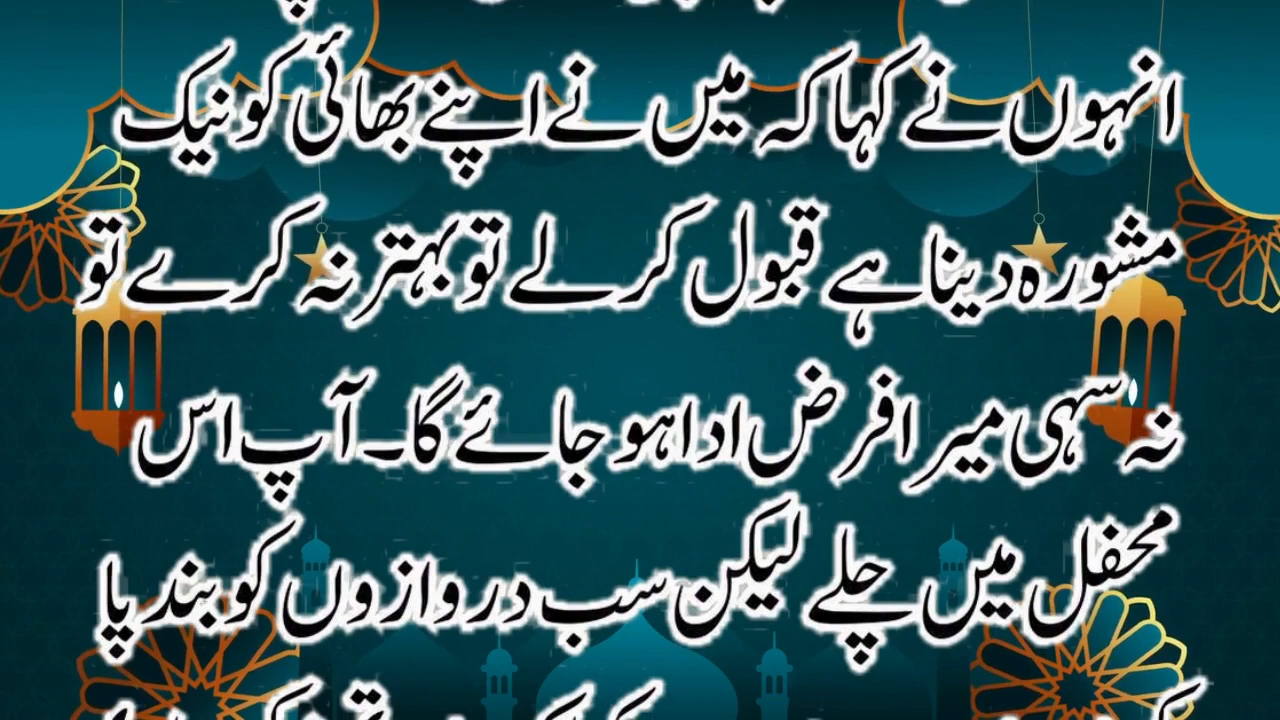 انہوں نے کہا کہ میں نے اپنے بھائی کو نیک
مشورہ دینا ہے قبول کرلے تو بہتر نہ کرے تو
نہ سہی میرا فرض ادا ہو جائے گا۔ آپ اس
محفل میں چلے لیکن سب دروازوں کو بند پا